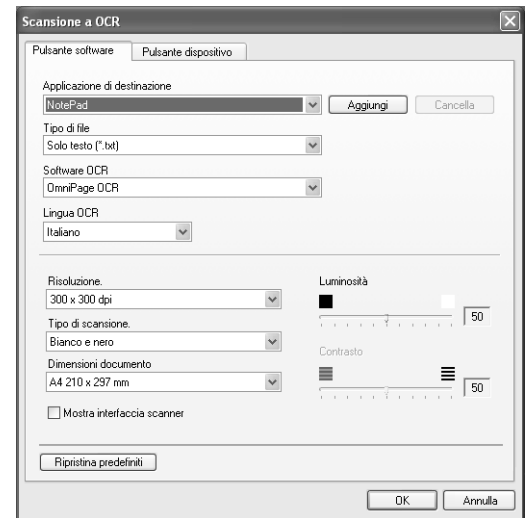 Scansione a OCR
Pulsante software Pulsante dispositivo
Applicazione di destinazione
NotePad Aggiungi Cancella
Tipo di file
Solo testo (*.txt)
Software OCR
OmniPage OCR
Lingua OCR
Italiano
Risoluzione. Luminosità
300 x 300 dpi
50
Tipo di scansione.
Bianco e nero
Contrasto
Dimensioni documento
A4 210 x 297 mm
50
Mostra interfaccia scanner
Ripristina predefiniti
OK Annulla